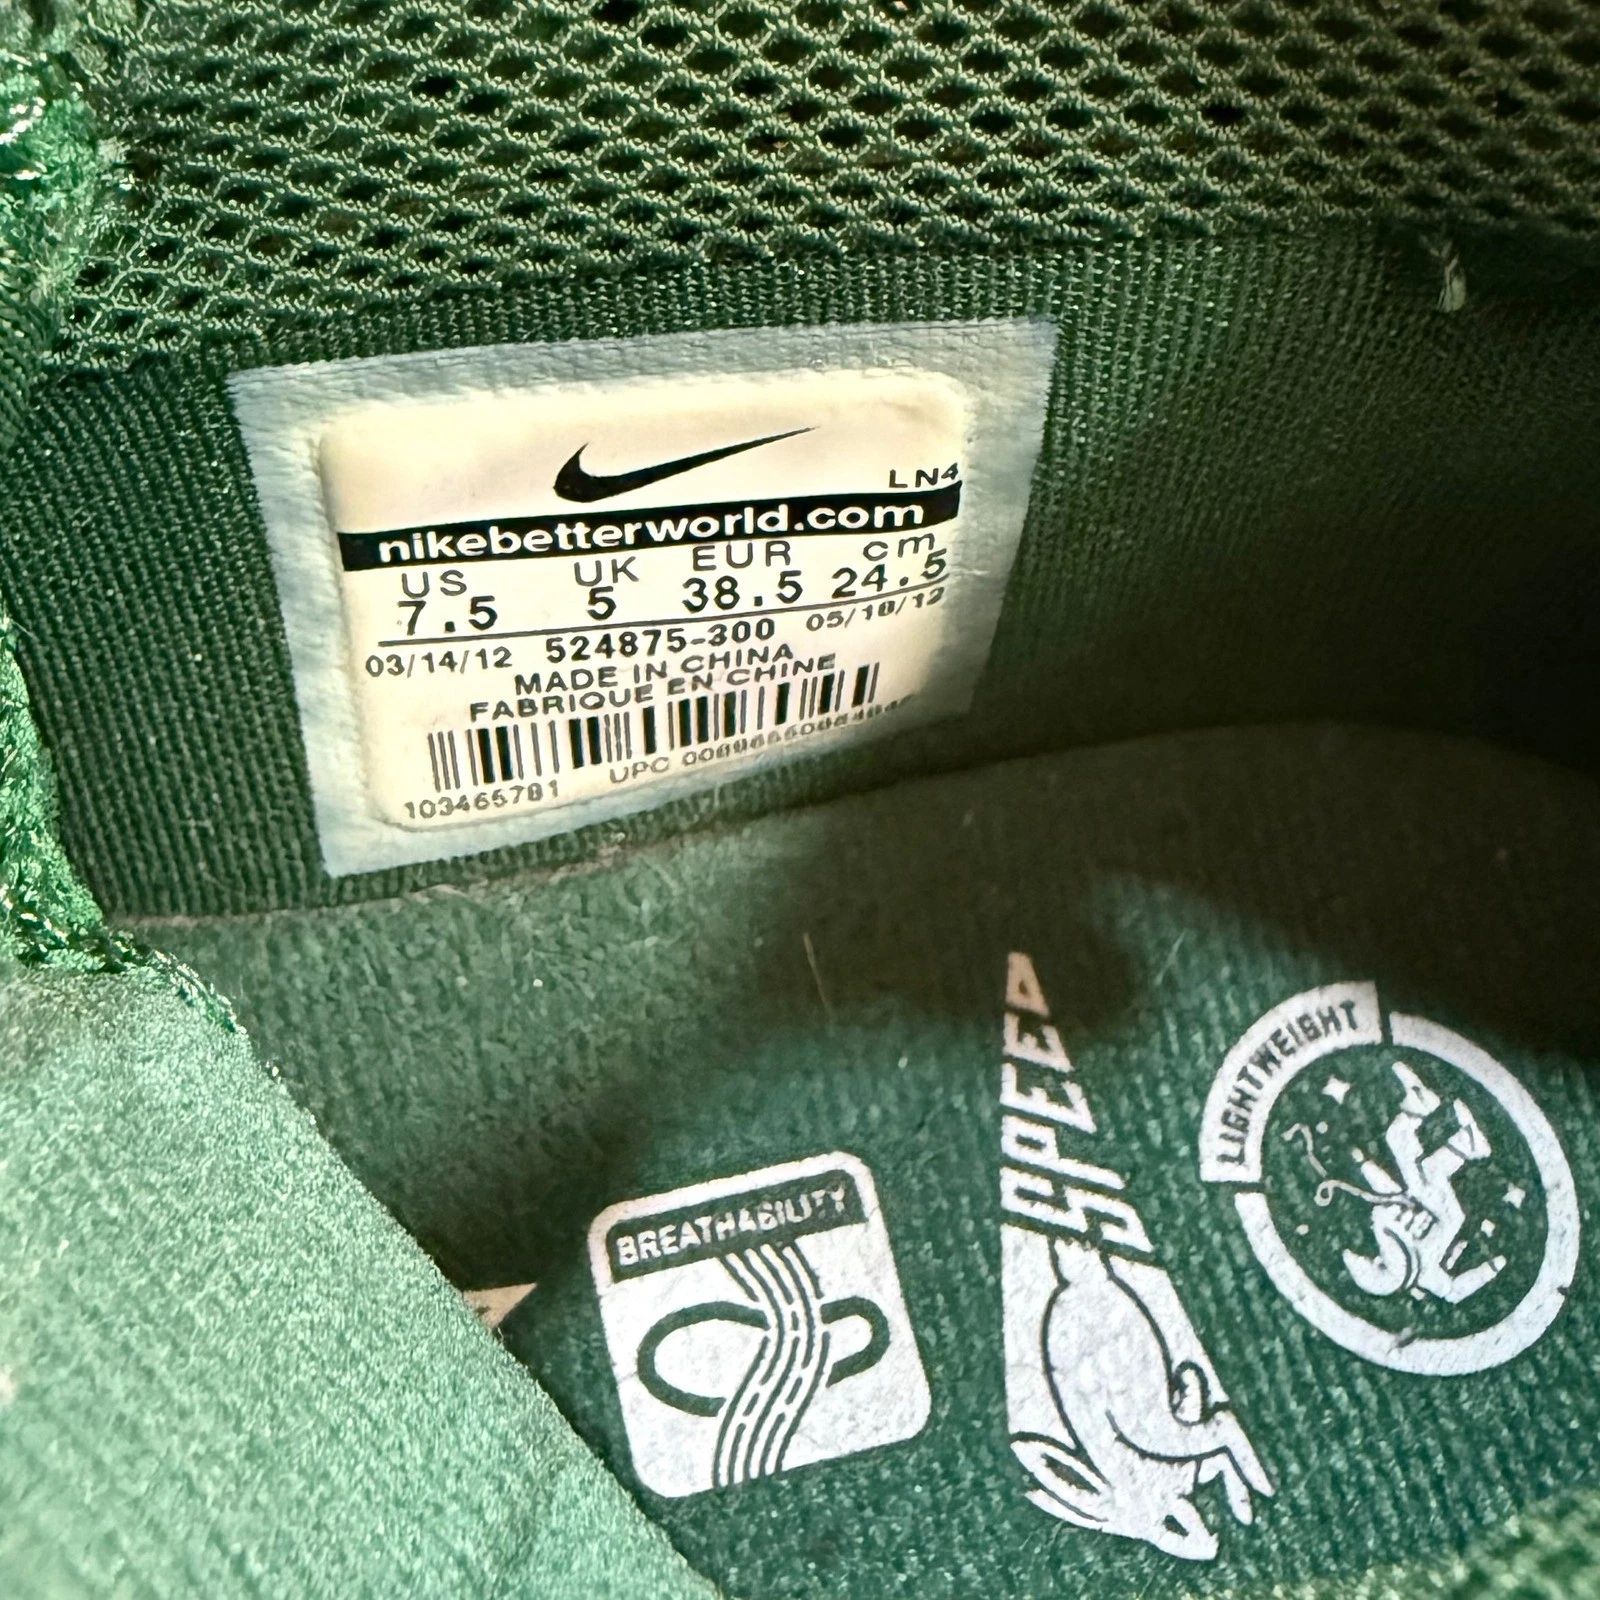 LN4
nikebetterworld.com
US UK EUR cm
7.5 5 38.5 24.5
03/14/12 524875-300 05/18/12
MADE IN CHINA
FABRIQUE EN CHINE
UPC
103465781
BREATHABILITY
SPEED
LIGHTWEIGHT